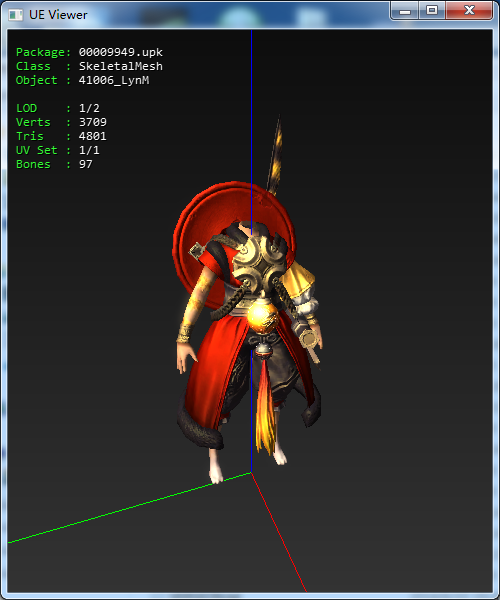 UE Viewer
Package: 00009949.upk
Class : SkeletalMesh
Object : 41006_LynM
LOD : 1/2
Verts : 3709
Tris : 4801
UV Set : 1/1
Bones : 97